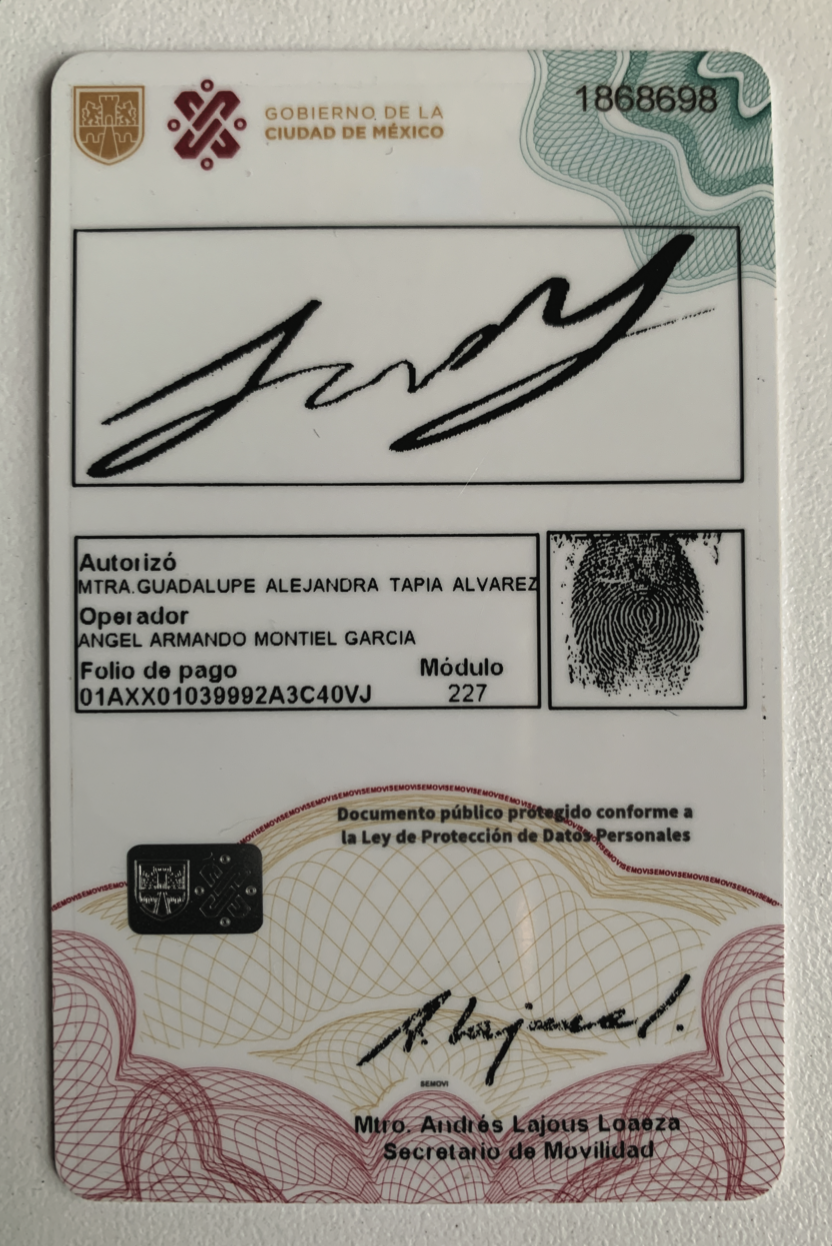 GOBIERNO DE LA
CIUDAD DE MÉXICO
1868698
Autorizó
MTRA.GUADALUPE ALEJANDRA TAPIA ALVAREZ
Operador
ANGEL ARMANDO MONTIEL GARCIA
Folio de pago Módulo
01AXX01039992A3C40VJ 227
Documento público protegido conforme a
la Ley de Protección de Datos Personales
A. Lajous L.
SEMOVI
Mtro. Andrés Lajous Loaeza
Secretario de Movilidad